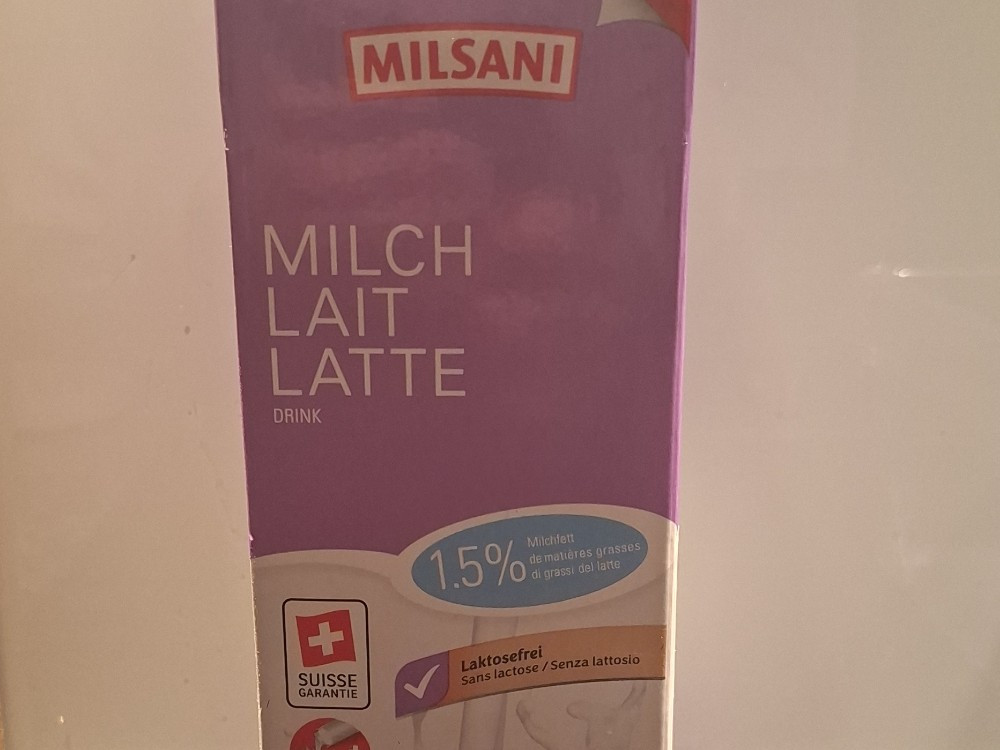 MILSANI
MILCH
LAIT
LATTE
DRINK
1.5%
Milchfett
de matières grasses
di grassi del latte
SUISSE
GARANTIE
Laktosefrei
Sans lactose / Senza lattosio